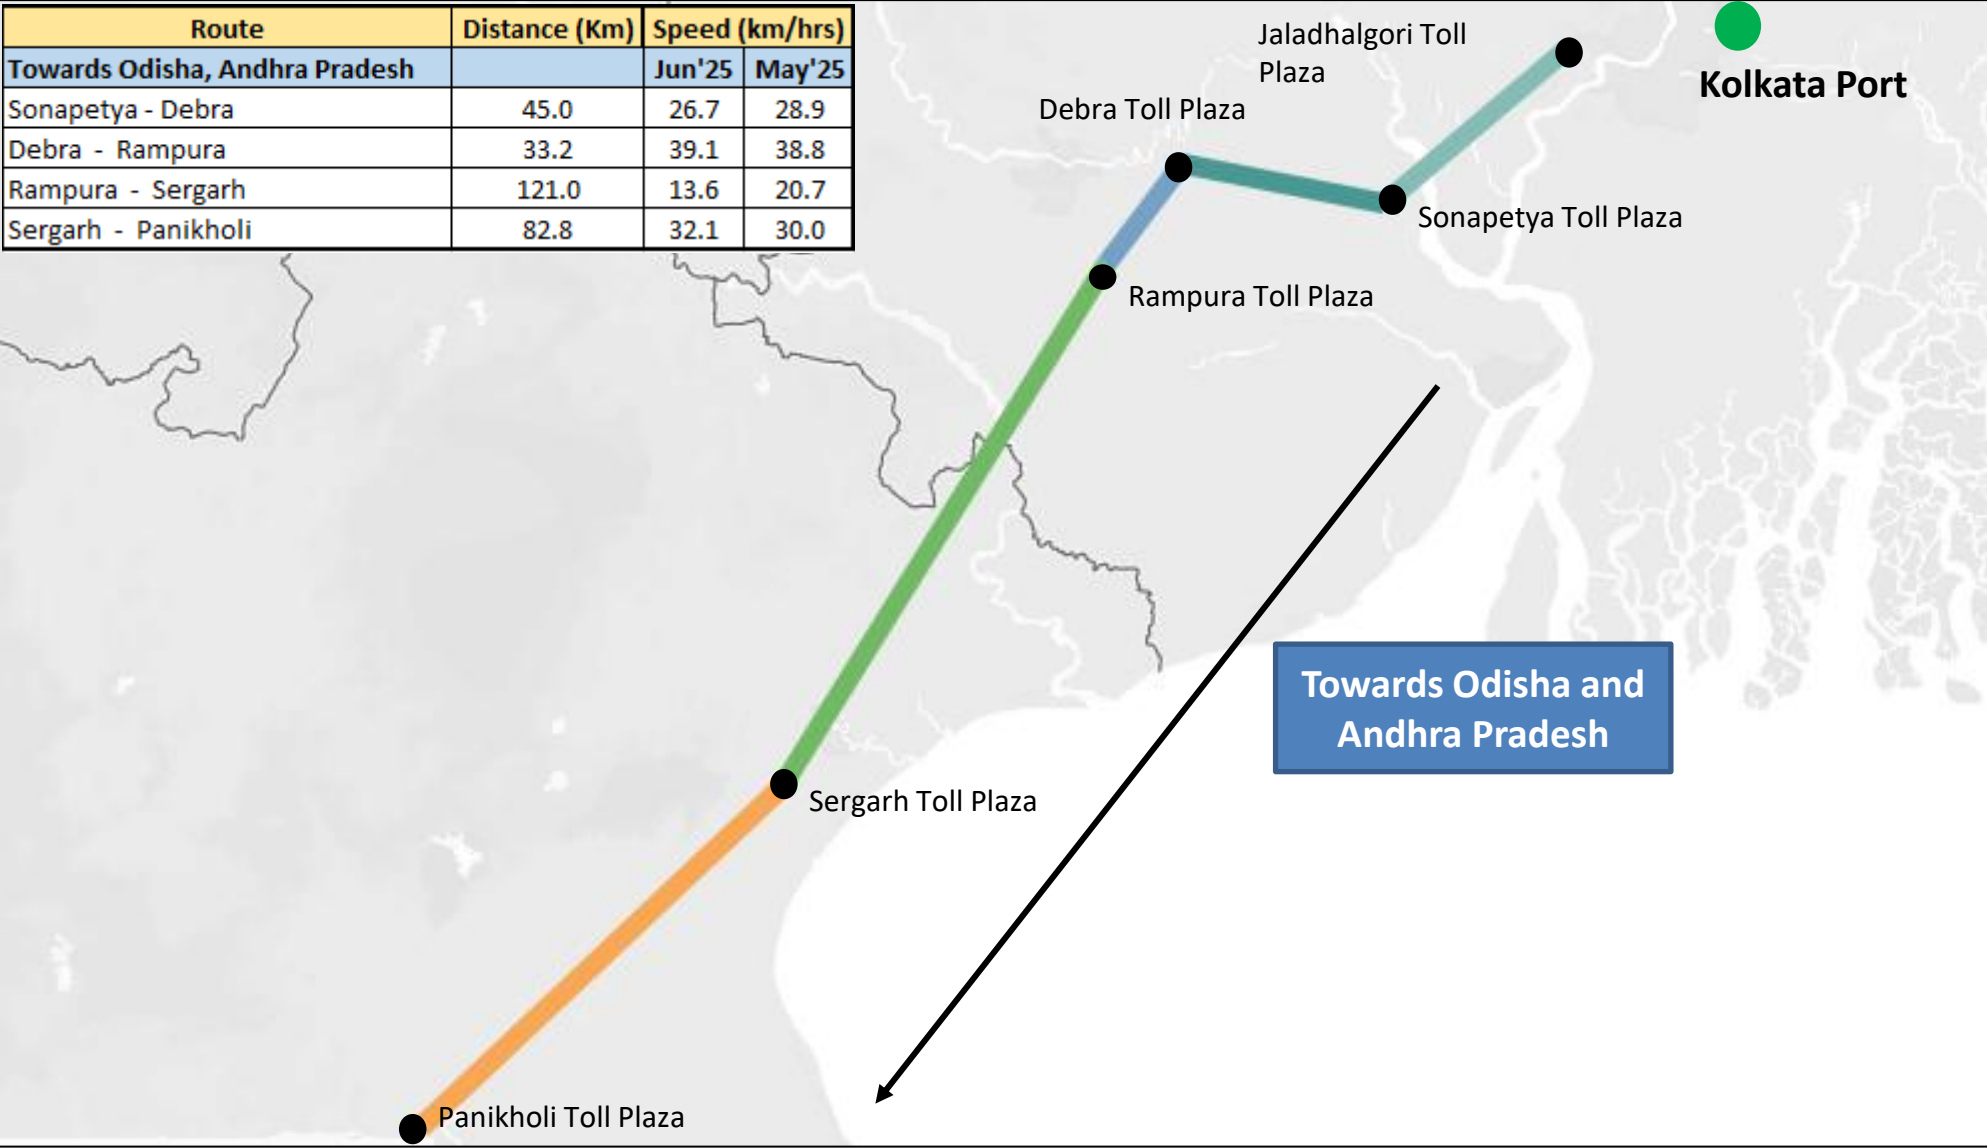 Route Distance (Km) Speed (km/hrs)
Towards Odisha, Andhra Pradesh Jun'25 May'25
Sonapetya - Debra 45.0 26.7 28.9
Debra - Rampura 33.2 39.1 38.8
Rampura - Sergarh 121.0 13.6 20.7
Sergarh - Panikholi 82.8 32.1 30.0
Jaladhalgori Toll
Plaza
Kolkata Port
Debra Toll Plaza
Sonapetya Toll Plaza
Rampura Toll Plaza
Towards Odisha and
Andhra Pradesh
Sergarh Toll Plaza
Panikholi Toll Plaza